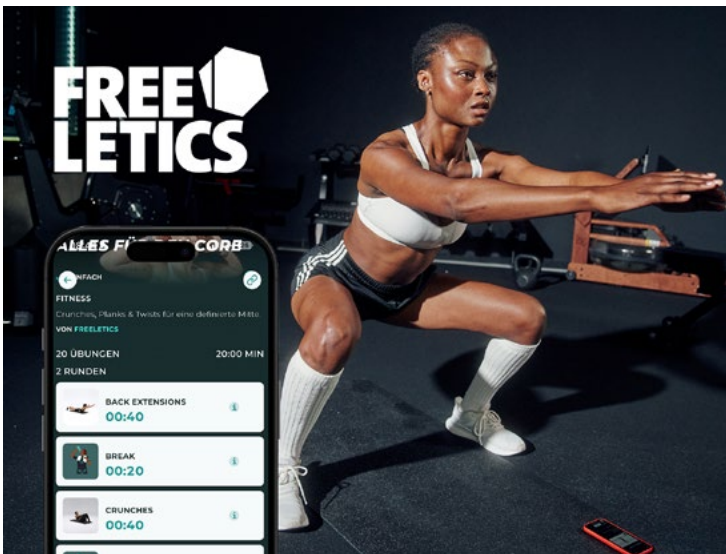 FREE
LETICS
ALLES FÜR DEN CORE
EINFACH
FITNESS
Crunches, Planks & Twists für eine definierte Mitte.
VON FREELETICS
20 ÜBUNGEN 20:00 MIN
2 RUNDEN
BACK EXTENSIONS
00:40
BREAK
00:20
CRUNCHES
00:40